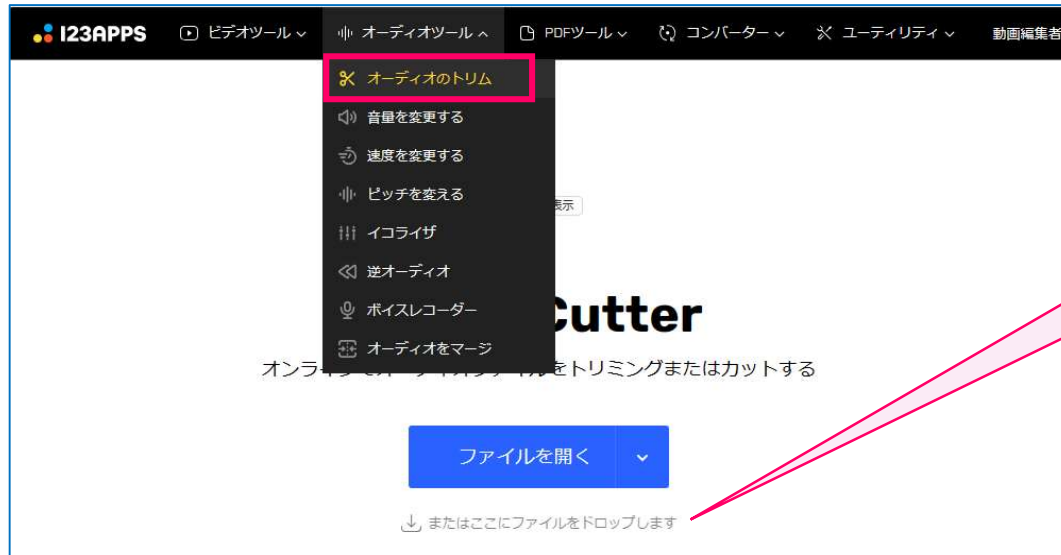 123APPS ビデオツール オーディオツール PDFツール コンバーター ユーティリティ 動画編集者
オーディオのトリム
音量を変更する
速度を変更する
ピッチを変える
表示
イコライザ
逆オーディオ
ボイスレコーダー
Cutter
オーディオをマージ
をトリミングまたはカットする
ファイルを開く
またはここにファイルをドロップします